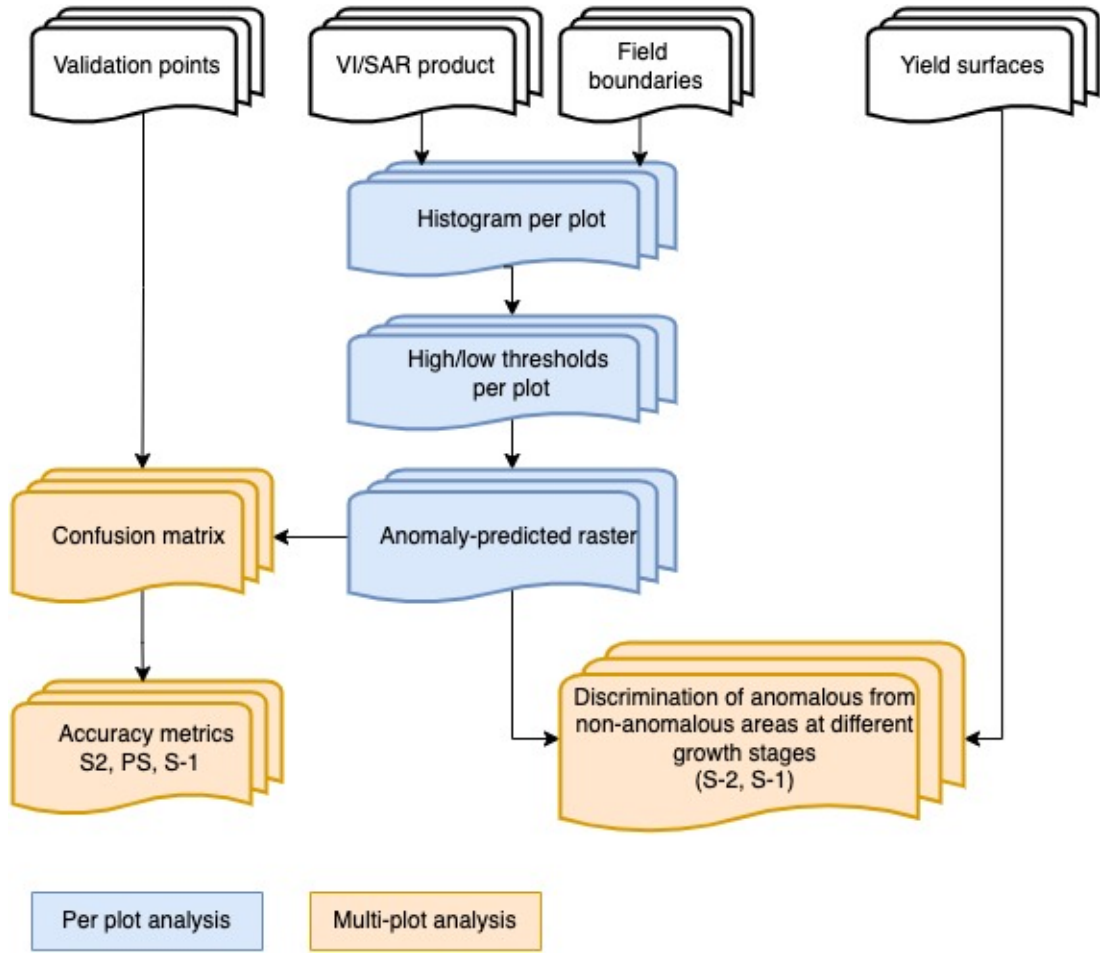 Validation points
VI/SAR product
Field
boundaries
Yield surfaces
Histogram per plot
High/low thresholds
per plot
Confusion matrix
Anomaly-predicted raster
Accuracy metrics
S2, PS, S-1
Discrimination of anomalous from
non-anomalous areas at different
growth stages
(S-2, S-1)
Per plot analysis
Multi-plot analysis